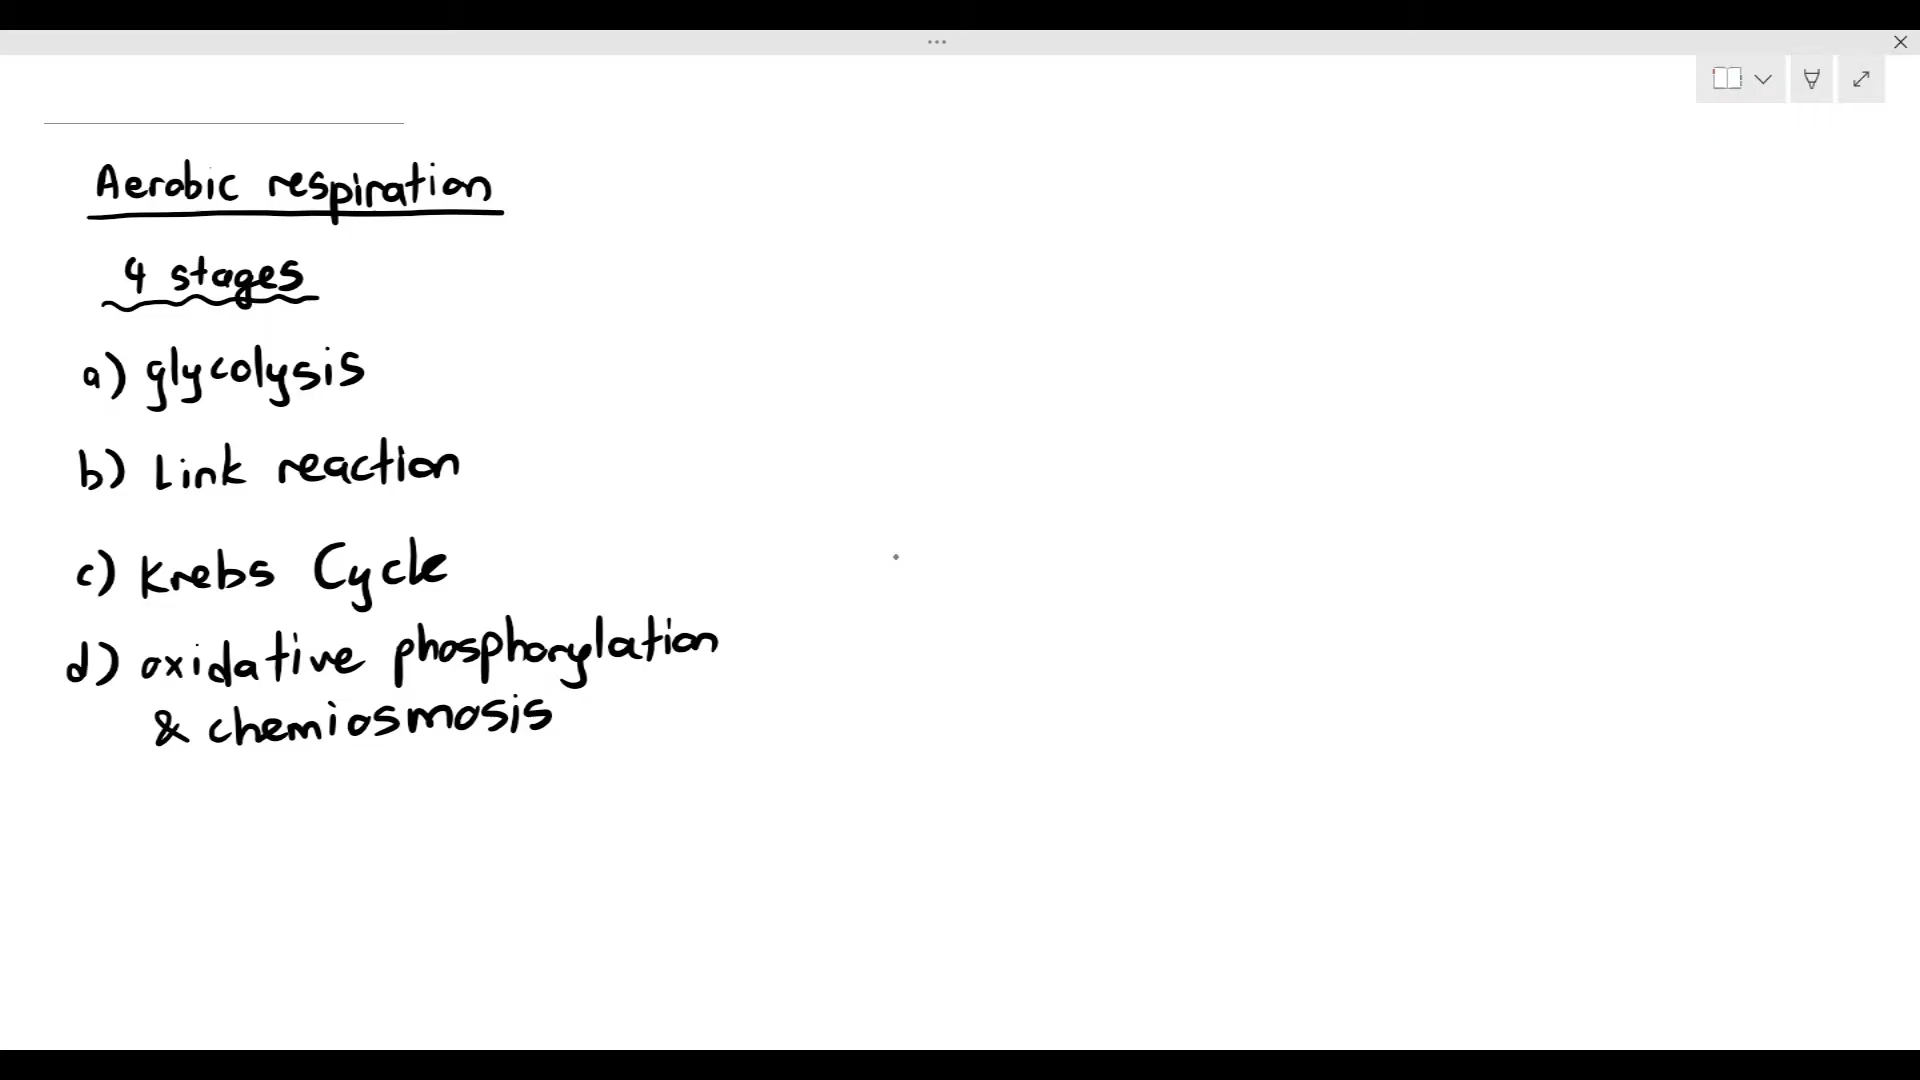 Aerobic respiration
4 stages
a) glycolysis
b) Link reaction
c) Krebs Cycle
d) oxidative phosphorylation
& chemiosmosis